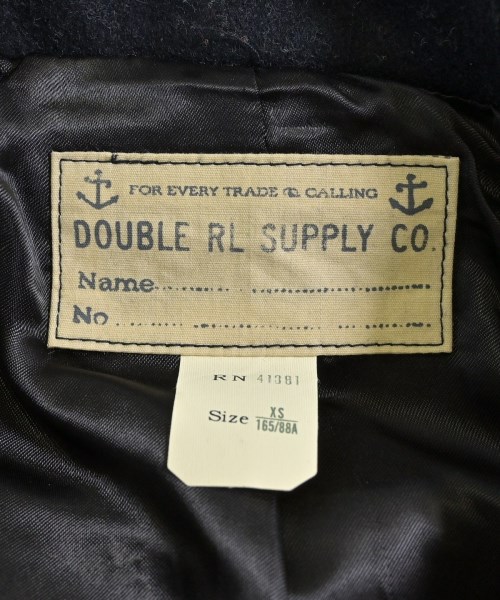 FOR EVERY TRADE & CALLING
DOUBLE RL SUPPLY CO.
Name
No
RN 41381
Size XS
165/88A